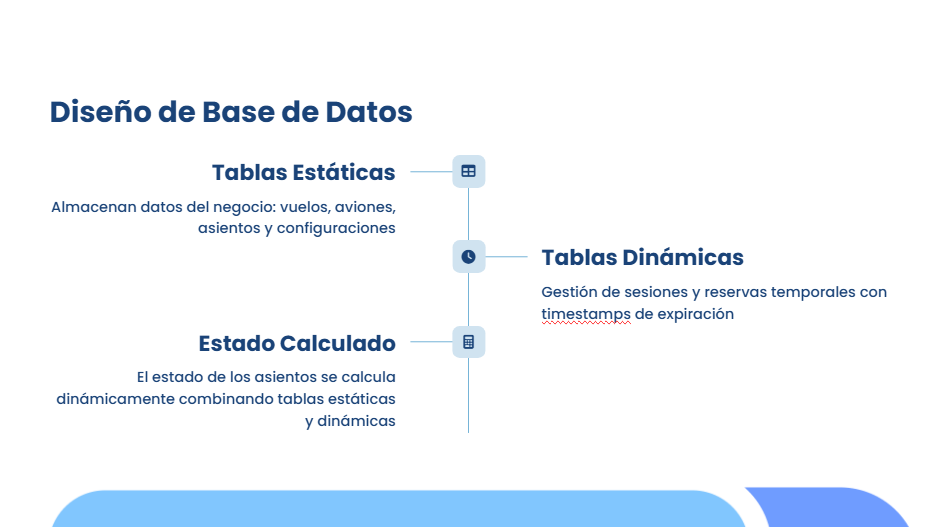 Diseño de Base de Datos
Tablas Estáticas
Almacenan datos del negocio: vuelos, aviones,
asientos y configuraciones
Tablas Dinámicas
Gestión de sesiones y reservas temporales con
timestamps de expiración
Estado Calculado
El estado de los asientos se calcula
dinámicamente combinando tablas estáticas
y dinámicas